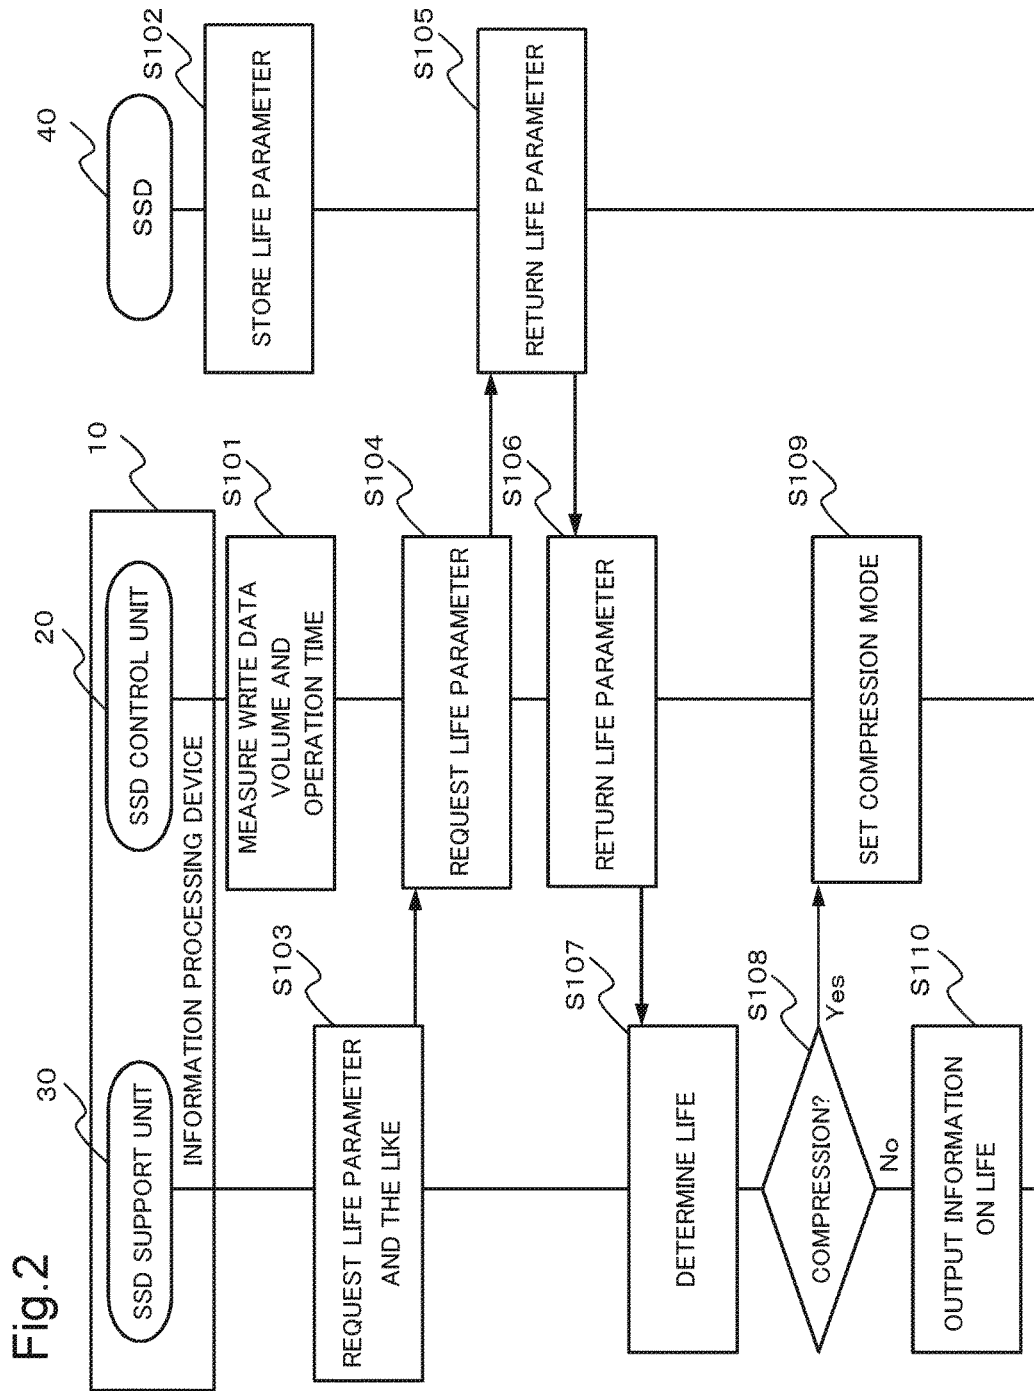 Fig.2
30
SSD SUPPORT UNIT
20
SSD CONTROL UNIT
10
INFORMATION PROCESSING DEVICE
40
SSD
S101
MEASURE WRITE DATA
VOLUME AND
OPERATION TIME
S102
STORE LIFE PARAMETER
S103
REQUEST LIFE PARAMETER
AND THE LIKE
S104
REQUEST LIFE PARAMETER
S105
RETURN LIFE PARAMETER
S106
RETURN LIFE PARAMETER
S107
DETERMINE LIFE
S108
COMPRESSION?
Yes
No
S109
SET COMPRESSION MODE
S110
OUTPUT INFORMATION
ON LIFE